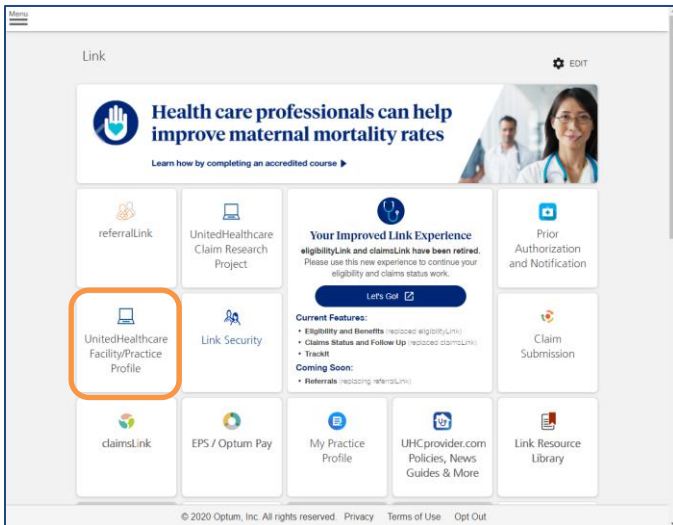 Menu
Link
EDIT
Health care professionals can help
improve maternal mortality rates
Learn how by completing an accredited course
referralLink
UnitedHealthcare
Claim Research
Project
Your Improved Link Experience
eligibilityLink and claimsLink have been retired.
Please use this new experience to continue your
eligibility and claims status work.
Let's Go!
Current Features:
• Eligibility and Benefits (replaced eligibilityLink)
• Claims Status and Follow Up (replaced claimsLink)
• TrackIt
Coming Soon:
• Referrals (replacing referralLink)
Prior
Authorization
and Notification
UnitedHealthcare
Facility/Practice
Profile
Link Security
Claim
Submission
claimsLink
EPS / Optum Pay
My Practice
Profile
UHCprovider.com
Policies, News
Guides & More
Link Resource
Library
© 2020 Optum, Inc. All rights reserved. Privacy Terms of Use Opt Out